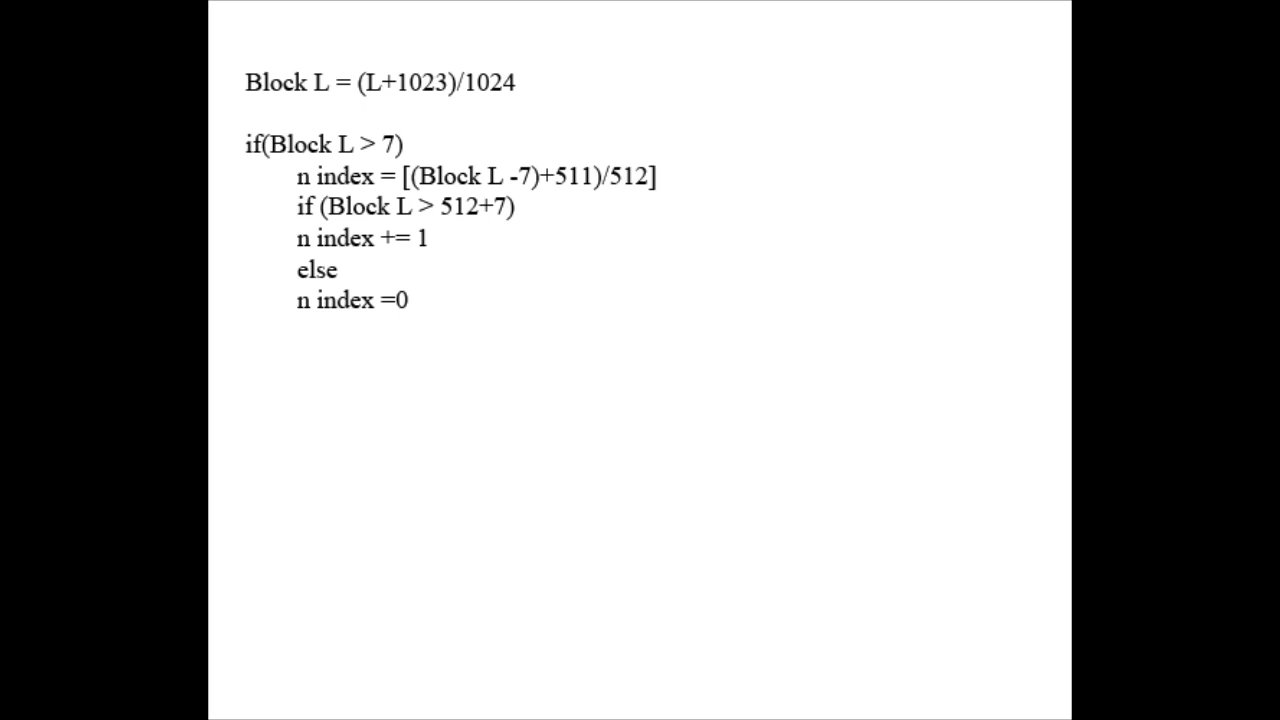 Block L = (L+1023)/1024
if(Block L > 7)
n index = [(Block L -7)+511)/512]
if (Block L > 512+7)
n index += 1
else
n index =0